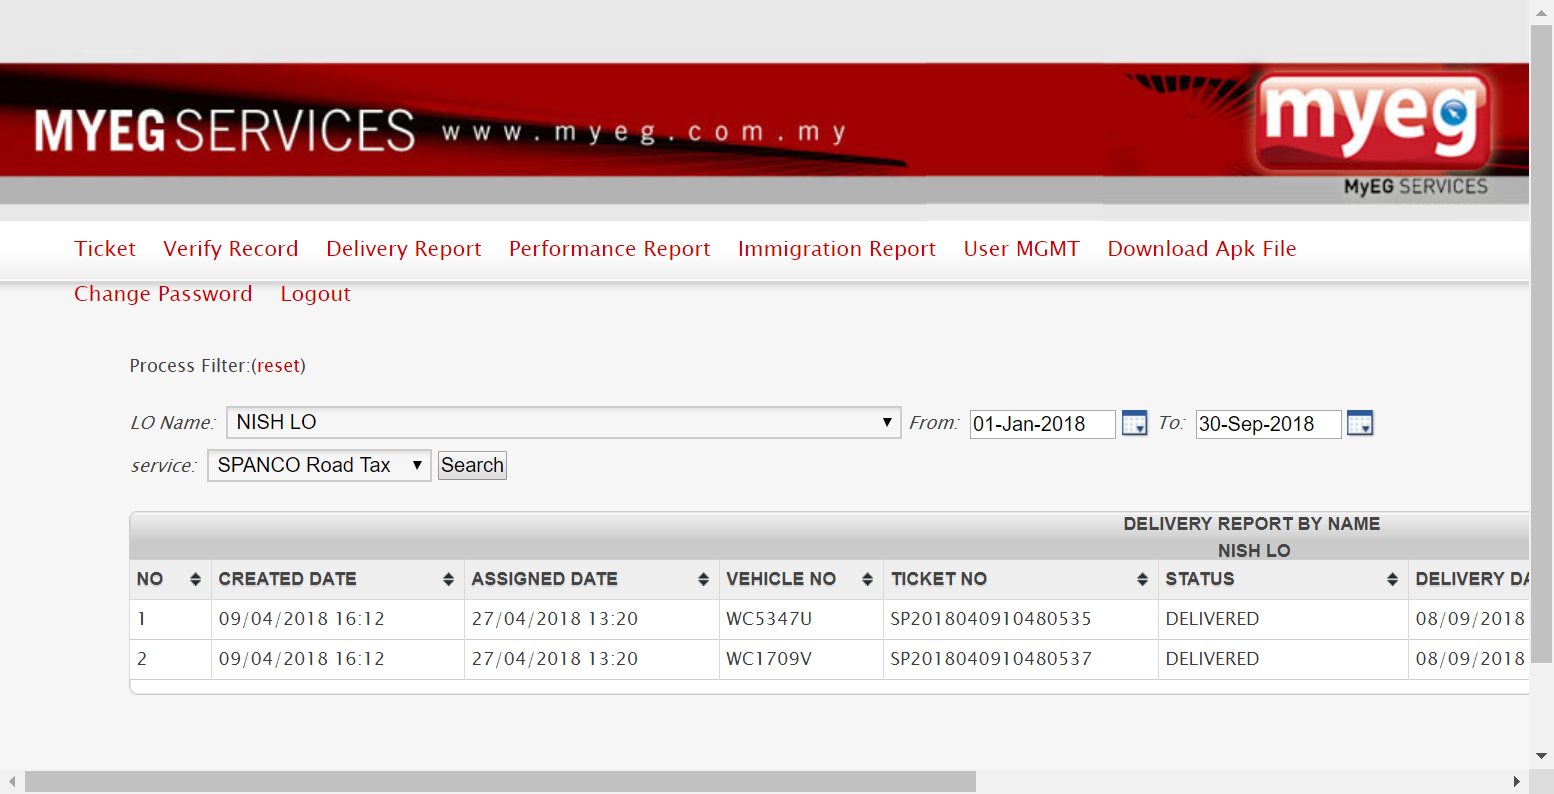 MYEG SERVICES www.myeg.com.my
myeg
MyEG SERVICES
Ticket Verify Record Delivery Report Performance Report Immigration Report User MGMT Download Apk File
Change Password Logout
Process Filter:(reset)
LO Name: NISH LO From: 01-Jan-2018 To: 30-Sep-2018
service: SPANCO Road Tax Search
DELIVERY REPORT BY NAME
NISH LO
NO CREATED DATE ASSIGNED DATE VEHICLE NO TICKET NO STATUS DELIVERY DA
1 09/04/2018 16:12 27/04/2018 13:20 WC5347U SP2018040910480535 DELIVERED 08/09/2018
2 09/04/2018 16:12 27/04/2018 13:20 WC1709V SP2018040910480537 DELIVERED 08/09/2018